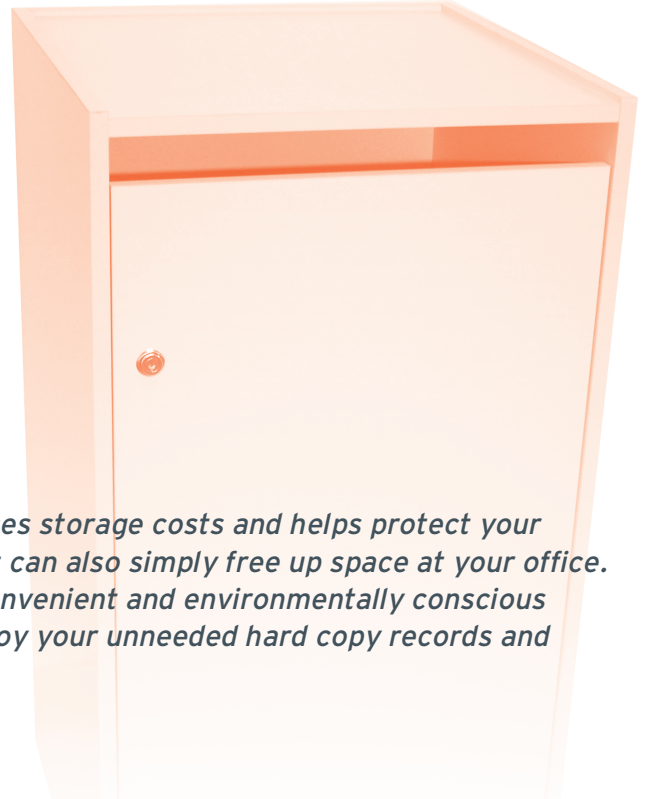 es storage costs and helps protect your
can also simply free up space at your office.
nvenient and environmentally conscious
oy your unneeded hard copy records and